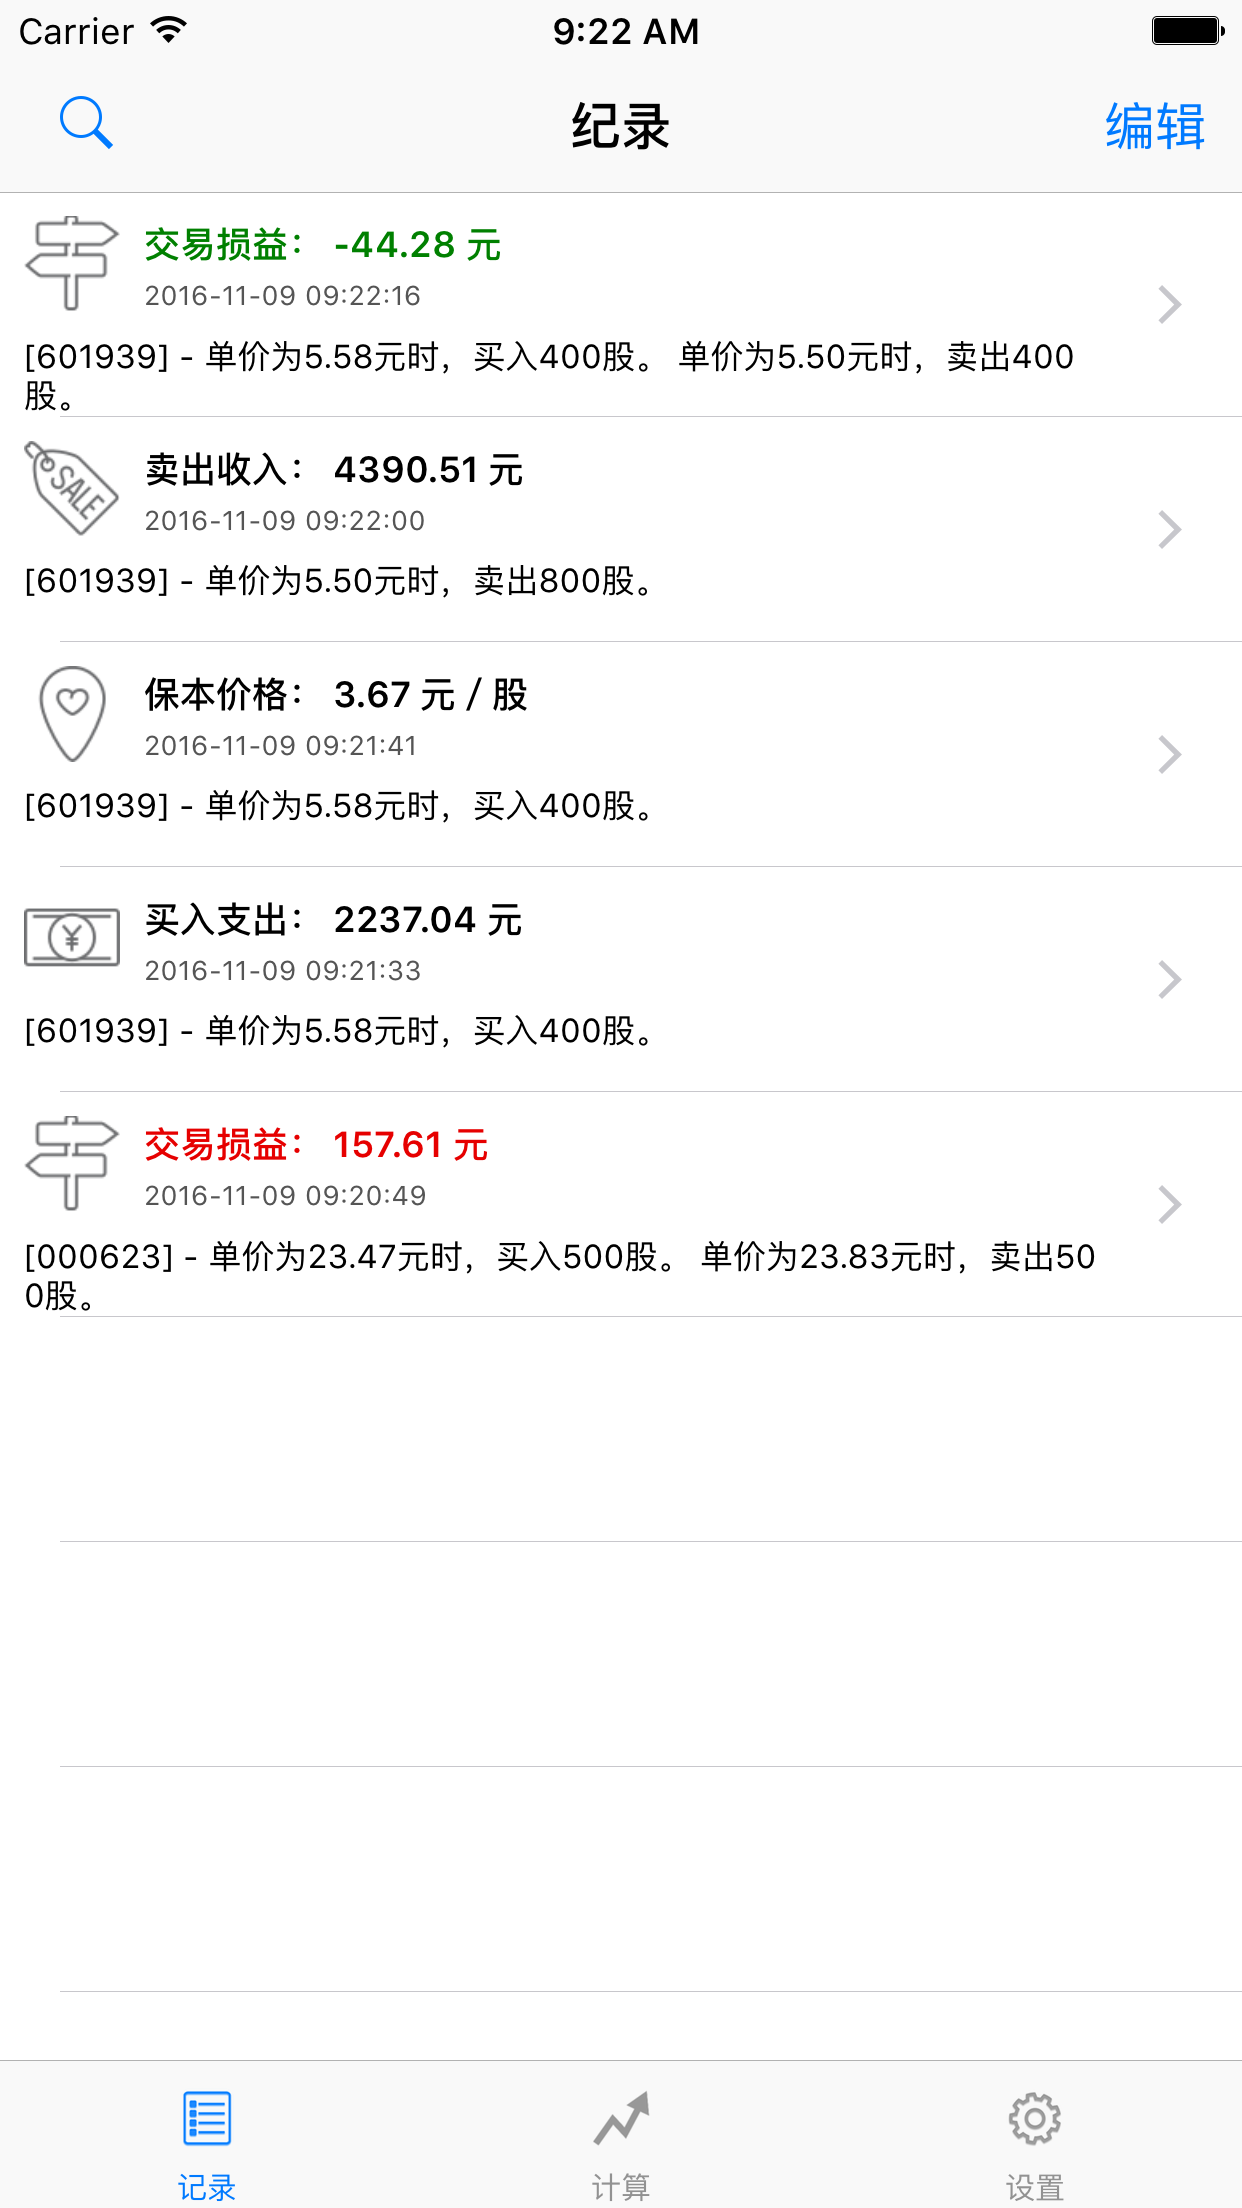 Carrier 9:22 AM
纪录 编辑
交易损益： -44.28 元
2016-11-09 09:22:16
[601939] - 单价为5.58元时，买入400股。 单价为5.50元时，卖出400
股。
SALE
卖出收入： 4390.51 元
2016-11-09 09:22:00
[601939] - 单价为5.50元时，卖出800股。
保本价格： 3.67 元 / 股
2016-11-09 09:21:41
[601939] - 单价为5.58元时，买入400股。
¥
买入支出： 2237.04 元
2016-11-09 09:21:33
[601939] - 单价为5.58元时，买入400股。
交易损益： 157.61 元
2016-11-09 09:20:49
[000623] - 单价为23.47元时，买入500股。 单价为23.83元时，卖出50
0股。
记录 计算 设置